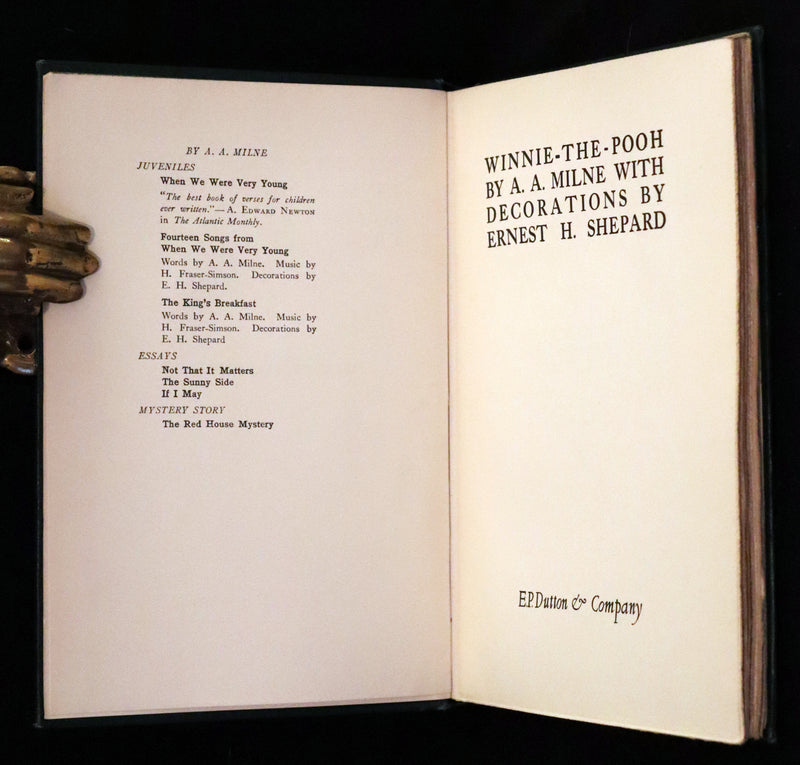 BY A. A. MILNE
JUVENILES
When We Were Very Young
"The best book of verses for children
ever written."—A. EDWARD NEWTON
in The Atlantic Monthly.
Fourteen Songs from
When We Were Very Young
Words by A. A. Milne. Music by
H. Fraser-Simson. Decorations by
E. H. Shepard.
The King's Breakfast
Words by A. A. Milne. Music by
H. Fraser-Simson. Decorations by
E. H. Shepard
ESSAYS
Not That It Matters
The Sunny Side
If I May
MYSTERY STORY
The Red House Mystery
WINNIE-THE-POOH
BY A. A. MILNE WITH
DECORATIONS BY
ERNEST H. SHEPARD
E.P.Dutton & Company